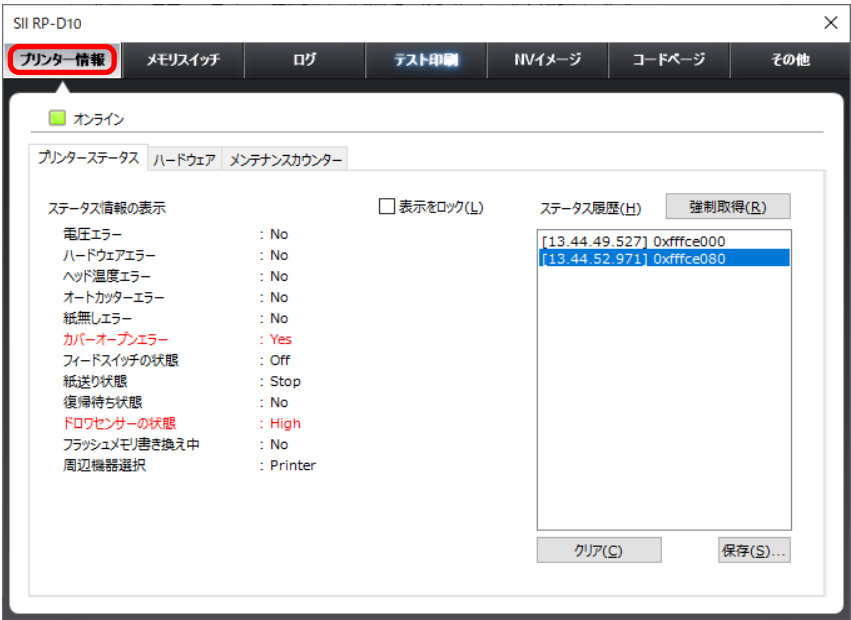 SII RP-D10
プリンター情報 メモリスイッチ ログ テスト印刷 NVイメージ コードページ その他
オンライン
プリンターステータス ハードウェア メンテナンスカウンター
ステータス情報の表示 表示をロック(L) ステータス履歴(H) 強制取得(R)
電圧エラー : No
ハードウェアエラー : No
ヘッド温度エラー : No
オートカッターエラー : No
紙無しエラー : No
カバーオープンエラー : Yes
フィードスイッチの状態 : Off
紙送り状態 : Stop
復帰待ち状態 : No
ドロワセンサーの状態 : High
フラッシュメモリ書き換え中 : No
周辺機器選択 : Printer
[13.44.49.527] 0xfffce000
[13.44.52.971] 0xfffce080
クリア(C) 保存(S)...